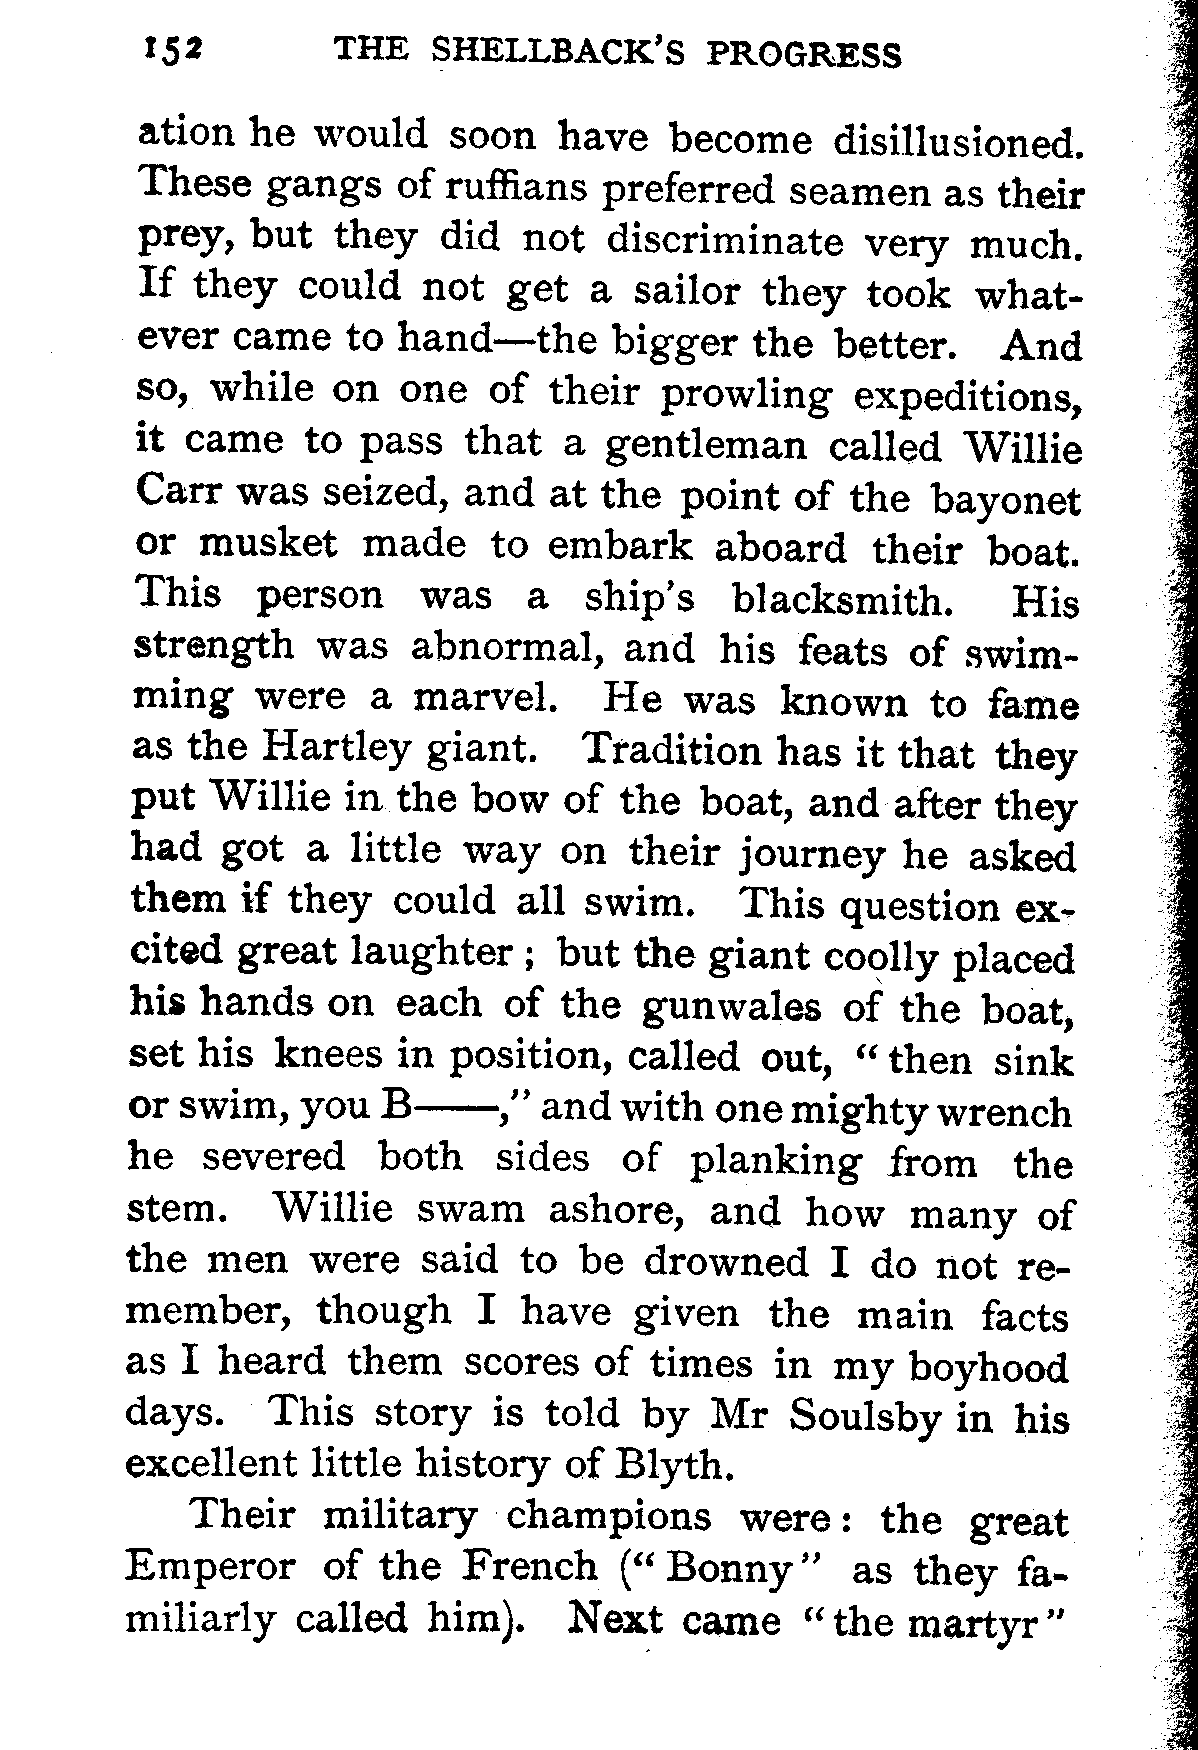 152 THE SHELLBACK'S PROGRESS
ation he would soon have become disillusioned.
These gangs of ruffians preferred seamen as their
prey, but they did not discriminate very much.
If they could not get a sailor they took what-
ever came to hand—the bigger the better. And
so, while on one of their prowling expeditions,
it came to pass that a gentleman called Willie
Carr was seized, and at the point of the bayonet
or musket made to embark aboard their boat.
This person was a ship's blacksmith. His
strength was abnormal, and his feats of swim-
ming were a marvel. He was known to fame
as the Hartley giant. Tradition has it that they
put Willie in the bow of the boat, and after they
had got a little way on their journey he asked
them if they could all swim. This question ex-
cited great laughter; but the giant coolly placed
his hands on each of the gunwales of the boat,
set his knees in position, called out, "then sink
or swim, you B——," and with one mighty wrench
he severed both sides of planking from the
stem. Willie swam ashore, and how many of
the men were said to be drowned I do not re-
member, though I have given the main facts
as I heard them scores of times in my boyhood
days. This story is told by Mr Soulsby in his
excellent little history of Blyth.
Their military champions were: the great
Emperor of the French ("Bonny" as they fa-
miliarly called him). Next came "the martyr"